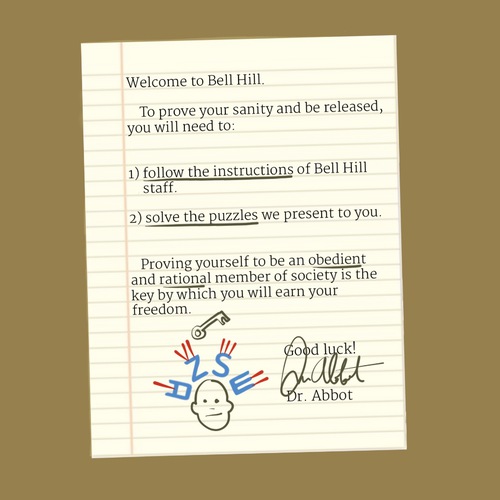 Welcome to Bell Hill.
To prove your sanity and be released,
you will need to:
1) follow the instructions of Bell Hill
staff.
2) solve the puzzles we present to you.
Proving yourself to be an obedient
and rational member of society is the
key by which you will earn your
freedom.
D Z S E
Good luck!
Dr. Abbot
Dr. Abbot